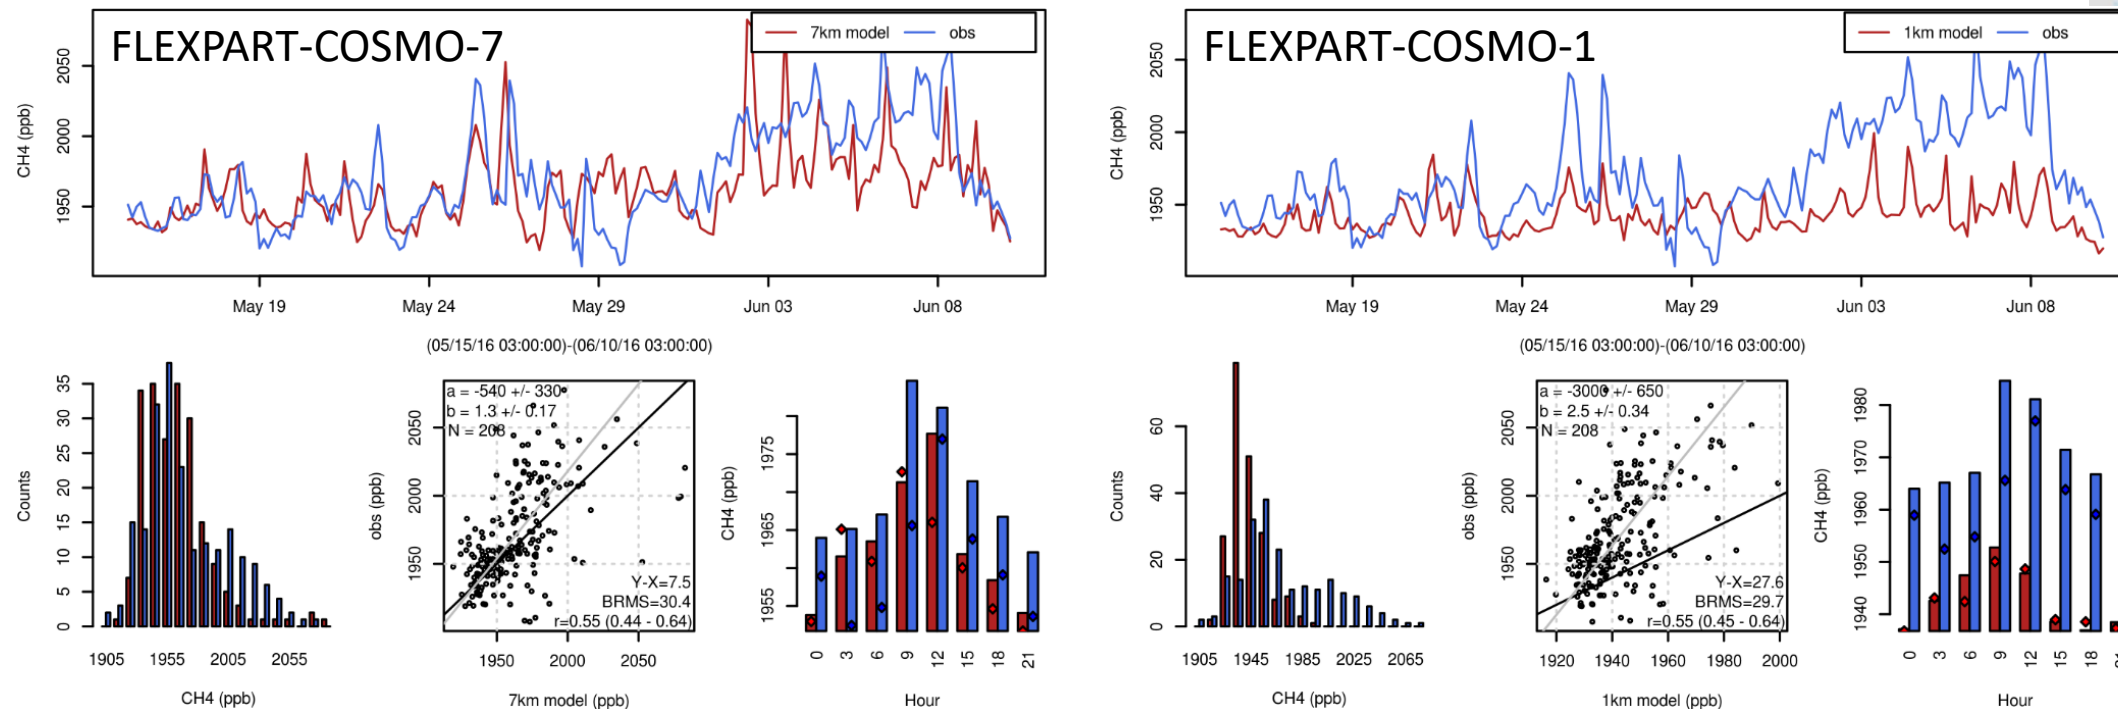 FLEXPART-COSMO-7
7km model
obs
CH4 (ppb)
2050
2000
1950
May 19
May 24
May 29
Jun 03
Jun 08
(05/15/16 03:00:00)-(06/10/16 03:00:00)
Counts
35
30
25
20
15
10
5
0
1905
1955
2005
2055
CH4 (ppb)
obs (ppb)
2050
2000
1950
a = -540 +/- 330
b = 1.3 +/- 0.17
N = 208
Y-X=7.5
BRMS=30.4
r=0.55 (0.44 - 0.64)
1950
2000
2050
7km model (ppb)
CH4 (ppb)
1975
1965
1955
0
3
6
9
12
15
18
21
Hour
FLEXPART-COSMO-1
1km model
obs
CH4 (ppb)
2050
2000
1950
May 19
May 24
May 29
Jun 03
Jun 08
(05/15/16 03:00:00)-(06/10/16 03:00:00)
Counts
60
40
20
0
1905
1945
1985
2025
2065
CH4 (ppb)
obs (ppb)
2050
2000
1950
a = -3000 +/- 650
b = 2.5 +/- 0.34
N = 208
Y-X=27.6
BRMS=29.7
r=0.55 (0.45 - 0.64)
1920
1940
1960
1980
2000
1km model (ppb)
CH4 (ppb)
1980
1970
1960
1950
1940
0
3
6
9
12
15
18
Hour